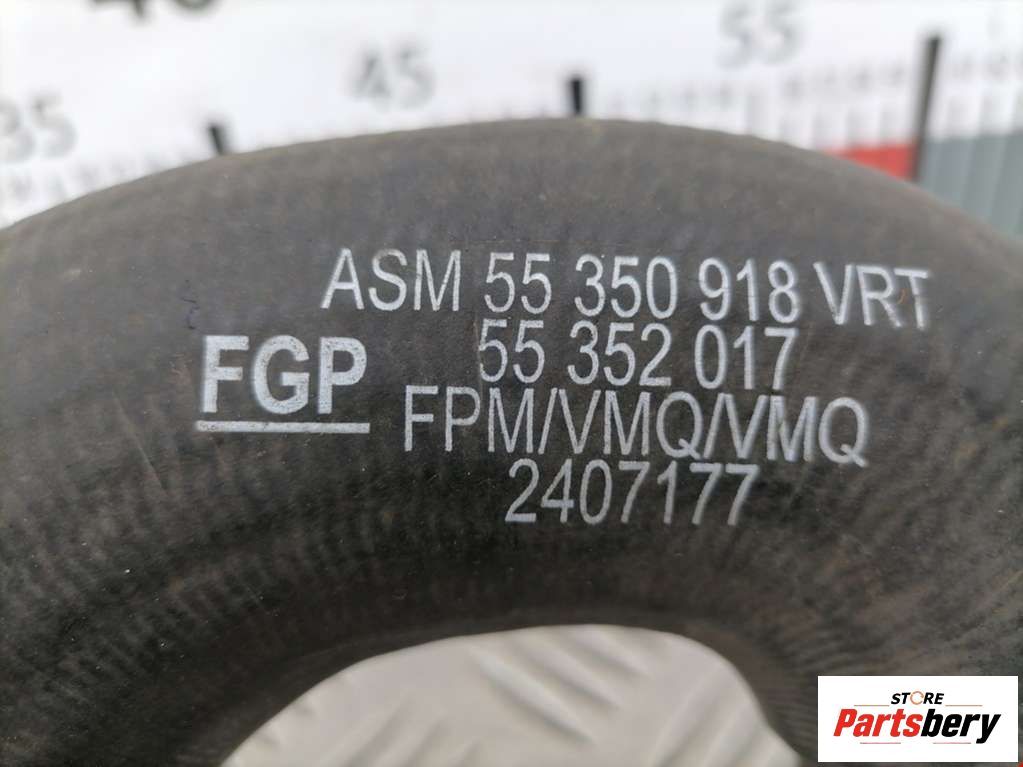 35
45
55
ASM 55 350 918 VRT
FGP
55 352 017
FPM/VMQ/VMQ
2407177
STORE
Partsbery